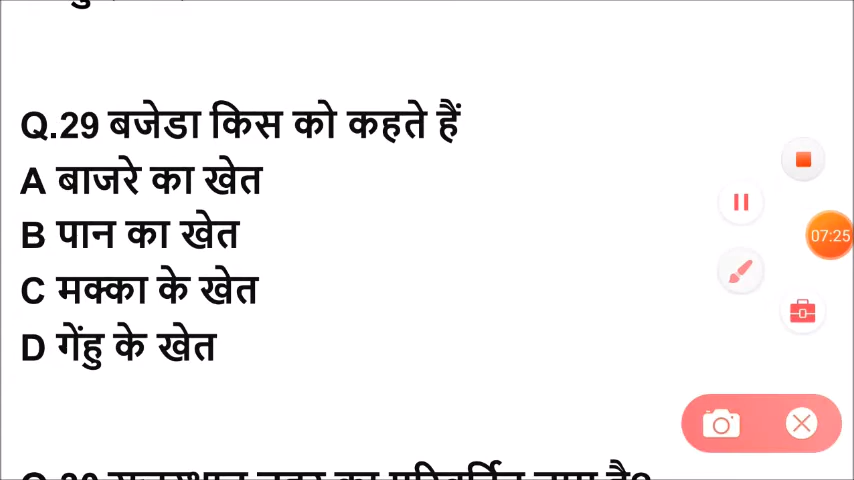 Q.29 बजेडा किस को कहते हैं
A बाजरे का खेत
B पान का खेत
C मक्का के खेत
D गेंहु के खेत
07:25